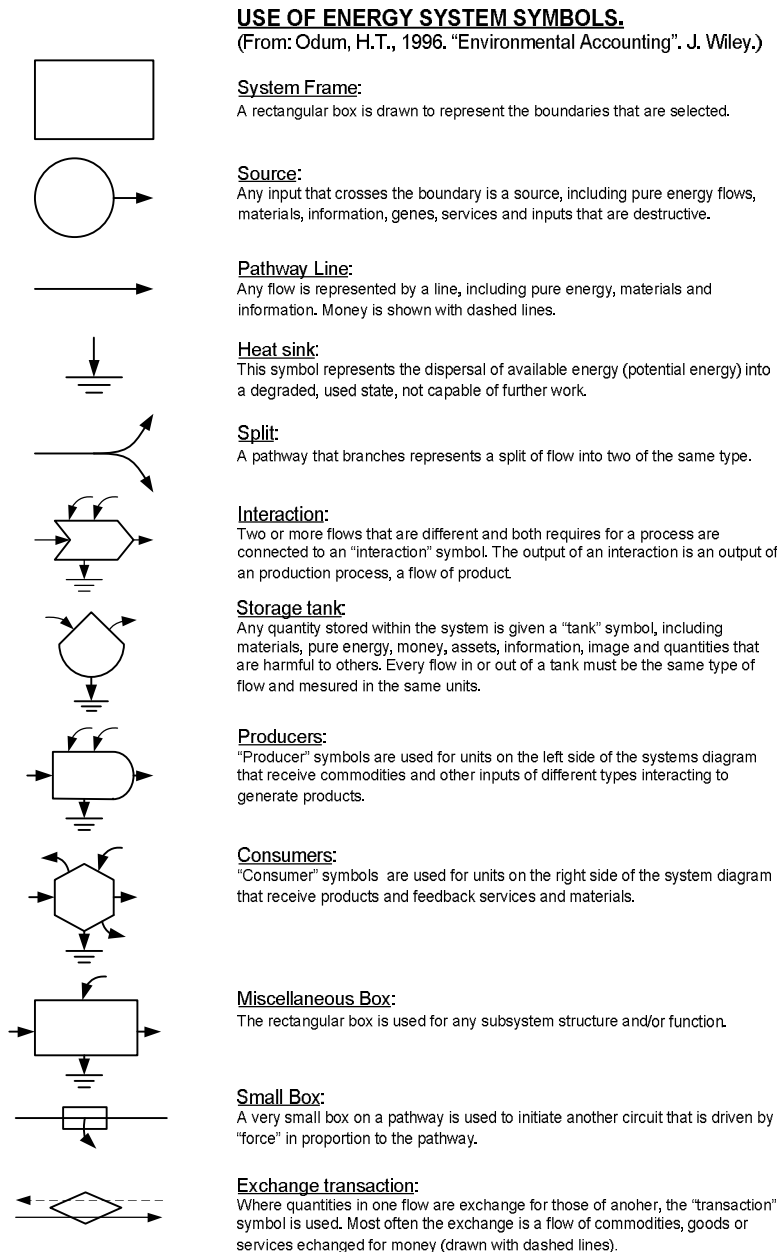 USE OF ENERGY SYSTEM SYMBOLS.
(From: Odum, H.T., 1996. “Environmental Accounting”. J. Wiley.)
System Frame:
A rectangular box is drawn to represent the boundaries that are selected.
Source:
Any input that crosses the boundary is a source, including pure energy flows,
materials, information, genes, services and inputs that are destructive.
Pathway Line:
Any flow is represented by a line, including pure energy, materials and
information. Money is shown with dashed lines.
Heat sink:
This symbol represents the dispersal of available energy (potential energy) into
a degraded, used state, not capable of further work.
Split:
A pathway that branches represents a split of flow into two of the same type.
Interaction:
Two or more flows that are different and both requires for a process are
connected to an “interaction” symbol. The output of an interaction is an output of
an production process, a flow of product.
Storage tank:
Any quantity stored within the system is given a “tank” symbol, including
materials, pure energy, money, assets, information, image and quantities that
are harmful to others. Every flow in or out of a tank must be the same type of
flow and mesured in the same units.
Producers:
“Producer” symbols are used for units on the left side of the systems diagram
that receive commodities and other inputs of different types interacting to
generate products.
Consumers:
“Consumer” symbols are used for units on the right side of the system diagram
that receive products and feedback services and materials.
Miscellaneous Box:
The rectangular box is used for any subsystem structure and/or function.
Small Box:
A very small box on a pathway is used to initiate another circuit that is driven by
“force” in proportion to the pathway.
Exchange transaction:
Where quantities in one flow are exchange for those of anoher, the “transaction”
symbol is used. Most often the exchange is a flow of commodities, goods or
services echanged for money (drawn with dashed lines).